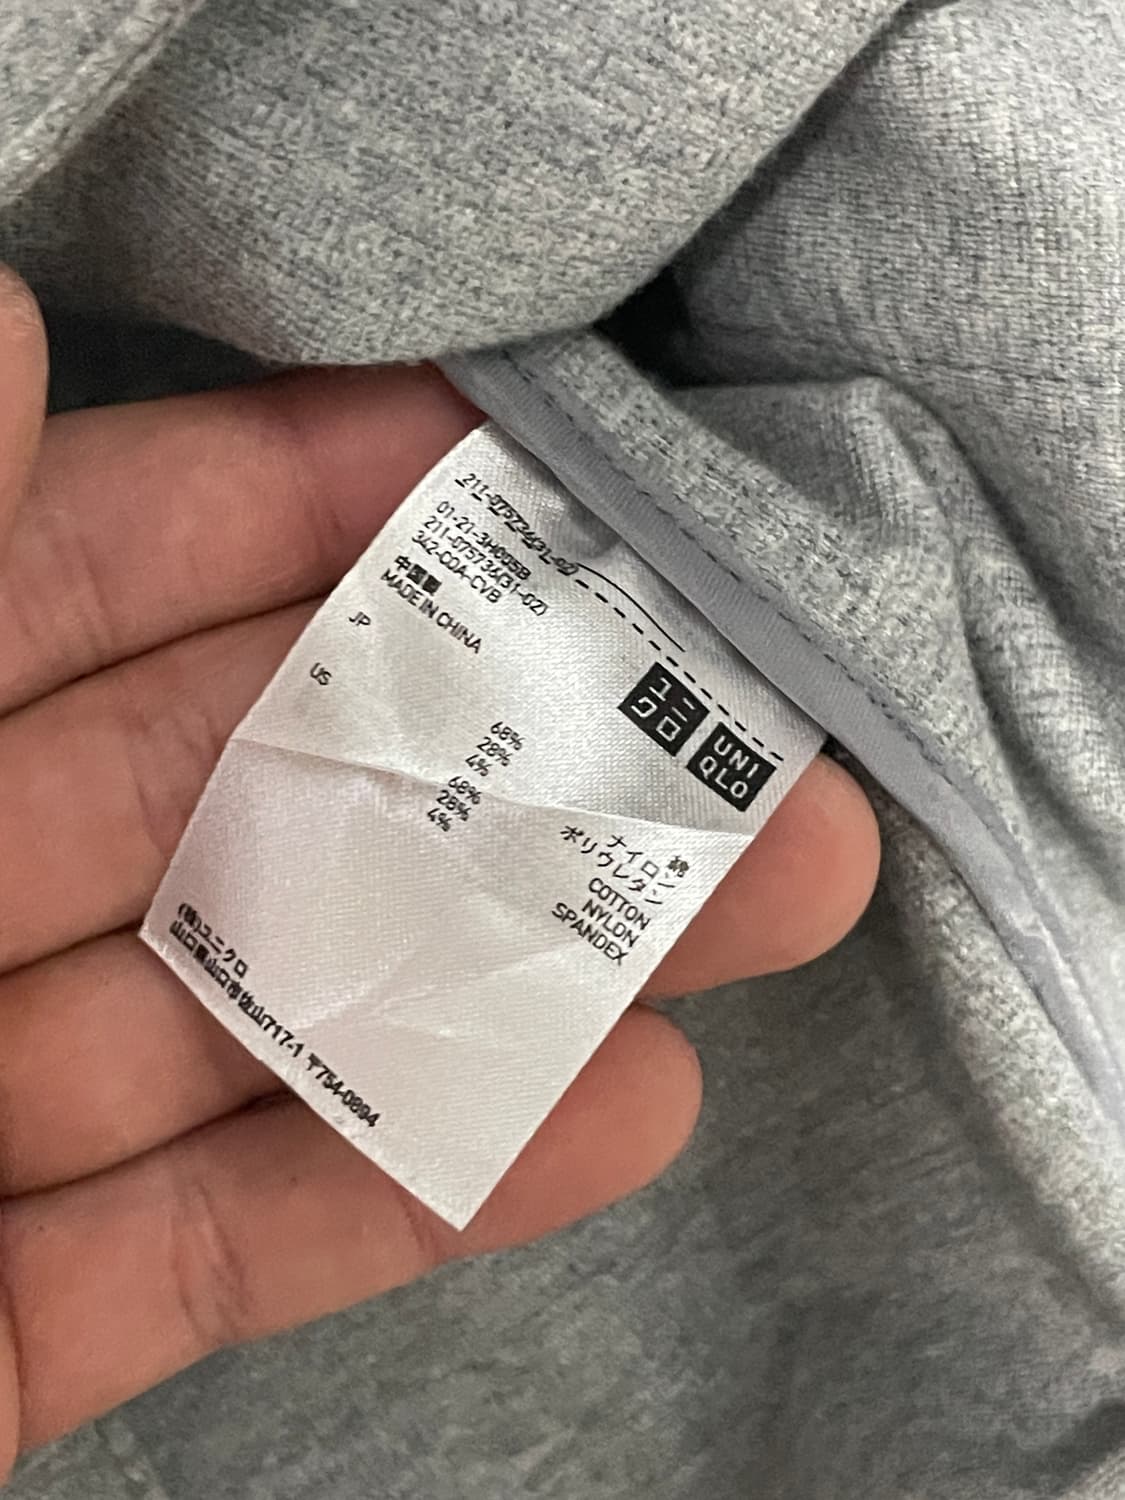 211-075734(31-02)
01-21-3H005B
211-075734(31-02)
342-CDA-CVB
中国製
MADE IN CHINA
ユニ
クロ
UNI
QLO
JP 68% 綿
28% ナイロン
4% ポリウレタン
US 68% COTTON
28% NYLON
4% SPANDEX
(株)ユニクロ
山口県山口市佐山717-1 〒754-0894